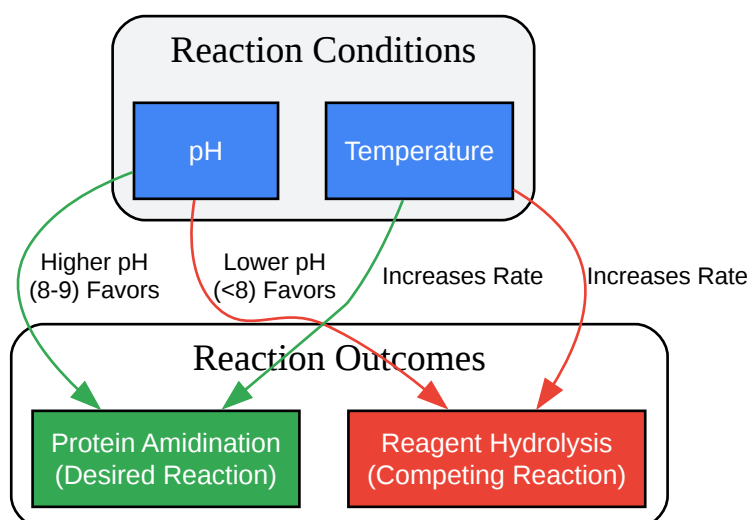 Reaction Conditions
pH
Temperature
Higher pH
(8-9) Favors
Lower pH
(<8) Favors
Increases Rate
Increases Rate
Reaction Outcomes
Protein Amidination
(Desired Reaction)
Reagent Hydrolysis
(Competing Reaction)